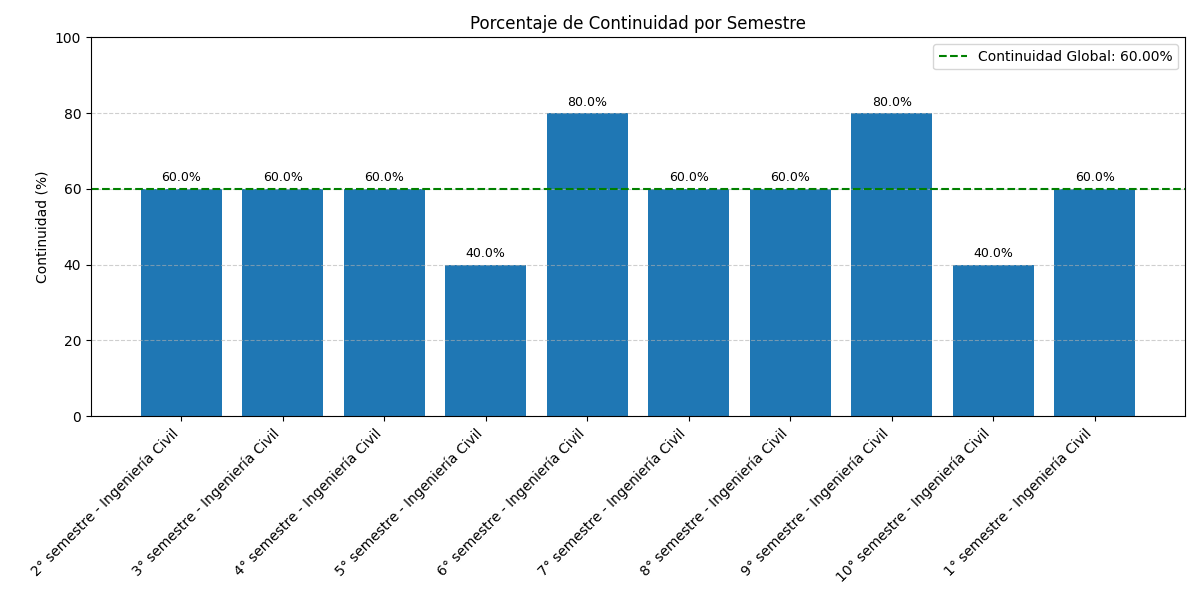 Porcentaje de Continuidad por Semestre
Continuidad Global: 60.00%
Continuidad (%)
100
80
60
40
20
0
60.0%
60.0%
60.0%
40.0%
80.0%
60.0%
60.0%
80.0%
40.0%
60.0%
2° semestre - Ingeniería Civil
3° semestre - Ingeniería Civil
4° semestre - Ingeniería Civil
5° semestre - Ingeniería Civil
6° semestre - Ingeniería Civil
7° semestre - Ingeniería Civil
8° semestre - Ingeniería Civil
9° semestre - Ingeniería Civil
10° semestre - Ingeniería Civil
1° semestre - Ingeniería Civil